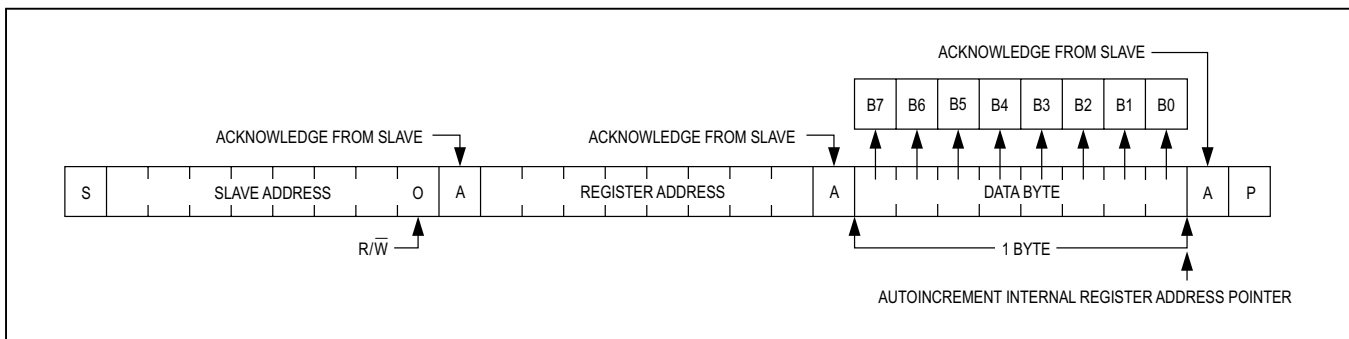 ACKNOWLEDGE FROM SLAVE
B7 B6 B5 B4 B3 B2 B1 B0
ACKNOWLEDGE FROM SLAVE ACKNOWLEDGE FROM SLAVE
S SLAVE ADDRESS O A REGISTER ADDRESS A DATA BYTE A P
R/W̅ 1 BYTE
AUTOINCREMENT INTERNAL REGISTER ADDRESS POINTER